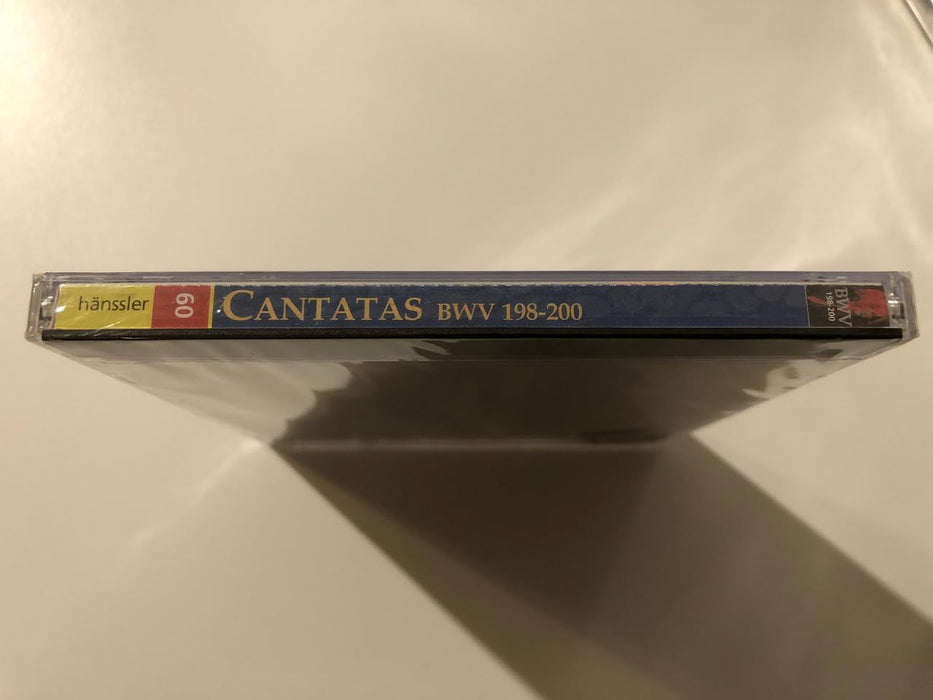 hänssler
60
CANTATAS BWV 198-200
BWV
198-200